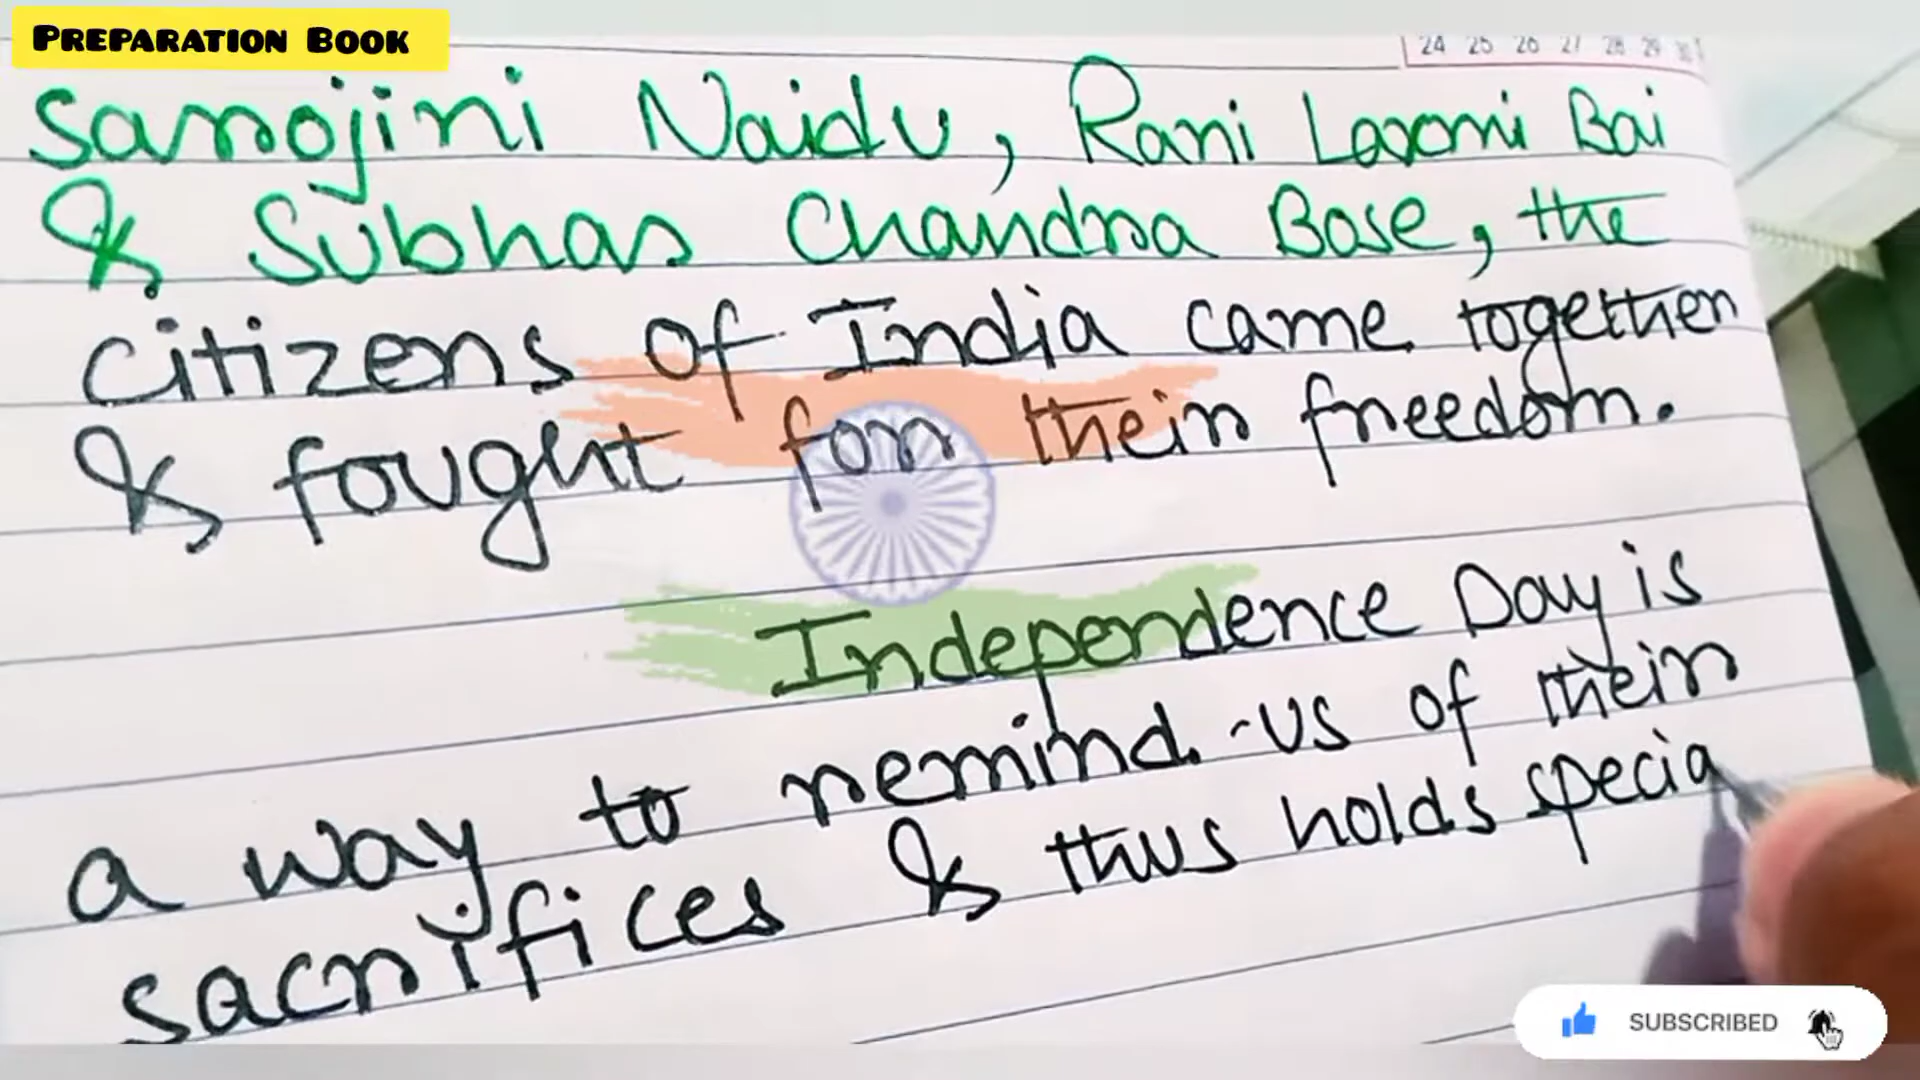 PREPARATION BOOK
24 25 26 27 28 29 30
Sarojini Naidu, Rani Laxmi Bai
& Subhas Chandra Bose, the
citizens of India came together
& fought for their freedom.
Independence Day is
a way to remind us of their
sacrifices & thus holds specia
SUBSCRIBED